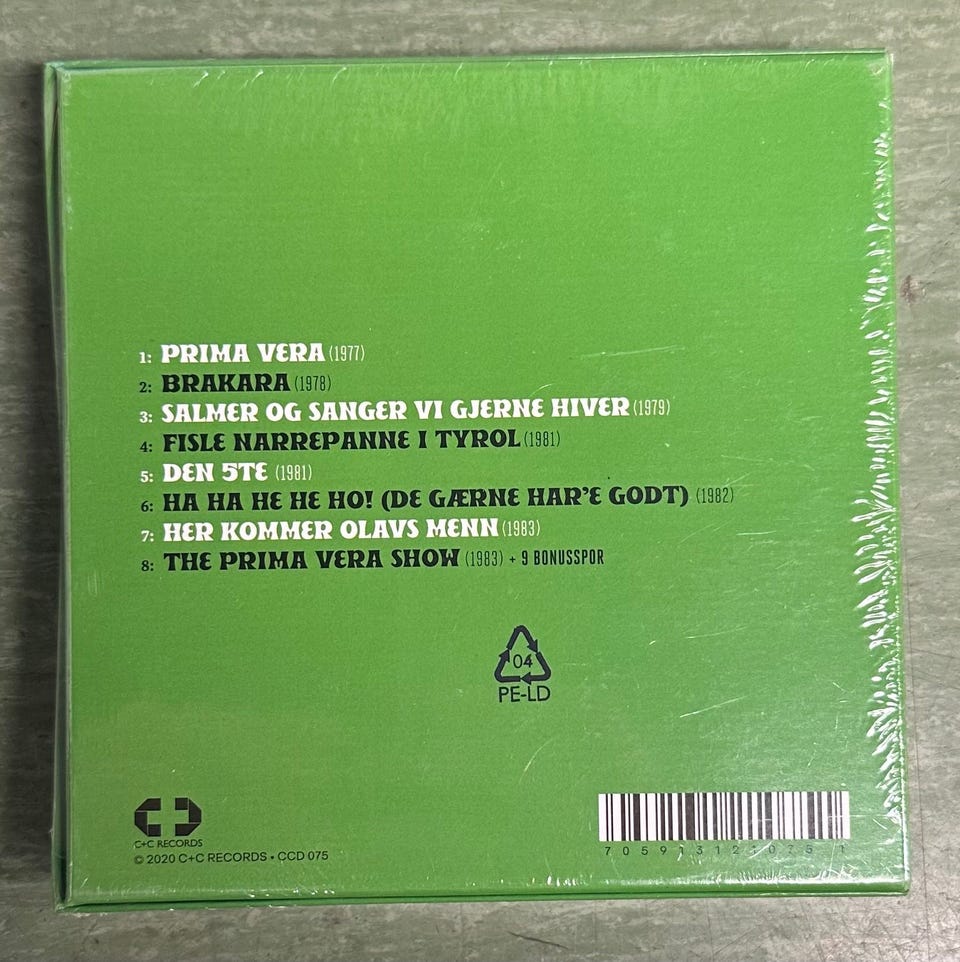 1: PRIMA VERA (1977)
2: BRAKARA (1978)
3: SALMER OG SANGER VI GJERNE HIVER (1979)
4: FISLE NARREPANNE I TYROL (1981)
5: DEN 5TE (1981)
6: HA HA HE HE HO! (DE GÆRNE HAR'E GODT) (1982)
7: HER KOMMER OLAVS MENN (1983)
8: THE PRIMA VERA SHOW (1983) + 9 BONUSSPOR
04
PE-LD
C+C RECORDS
© 2020 C+C RECORDS • CCD 075
7 059131 210751